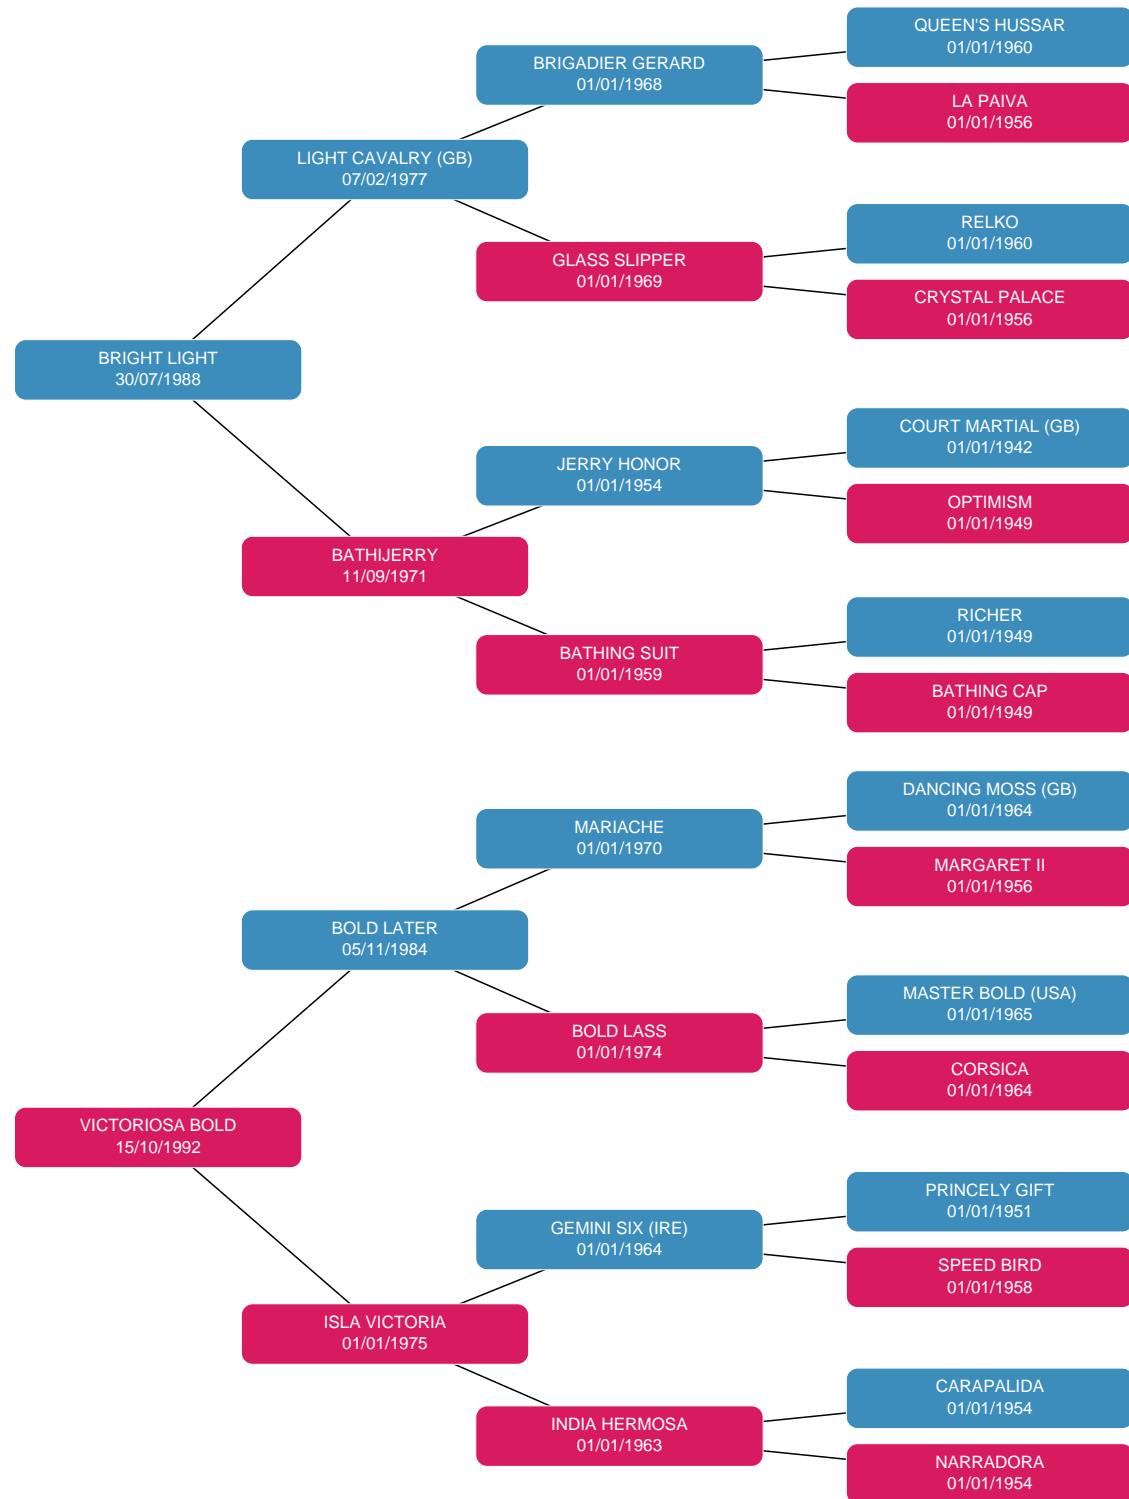 QUEEN'S HUSSAR
01/01/1960
BRIGADIER GERARD
01/01/1968
LA PAIVA
01/01/1956
LIGHT CAVALRY (GB)
07/02/1977
RELKO
01/01/1960
GLASS SLIPPER
01/01/1969
CRYSTAL PALACE
01/01/1956
BRIGHT LIGHT
30/07/1988
COURT MARTIAL (GB)
01/01/1942
JERRY HONOR
01/01/1954
OPTIMISM
01/01/1949
BATHIJERRY
11/09/1971
RICHER
01/01/1949
BATHING SUIT
01/01/1959
BATHING CAP
01/01/1949
DANCING MOSS (GB)
01/01/1964
MARIACHE
01/01/1970
MARGARET II
01/01/1956
BOLD LATER
05/11/1984
MASTER BOLD (USA)
01/01/1965
BOLD LASS
01/01/1974
CORSICA
01/01/1964
VICTORIOSA BOLD
15/10/1992
PRINCELY GIFT
01/01/1951
GEMINI SIX (IRE)
01/01/1964
SPEED BIRD
01/01/1958
ISLA VICTORIA
01/01/1975
CARAPALIDA
01/01/1954
INDIA HERMOSA
01/01/1963
NARRADORA
01/01/1954